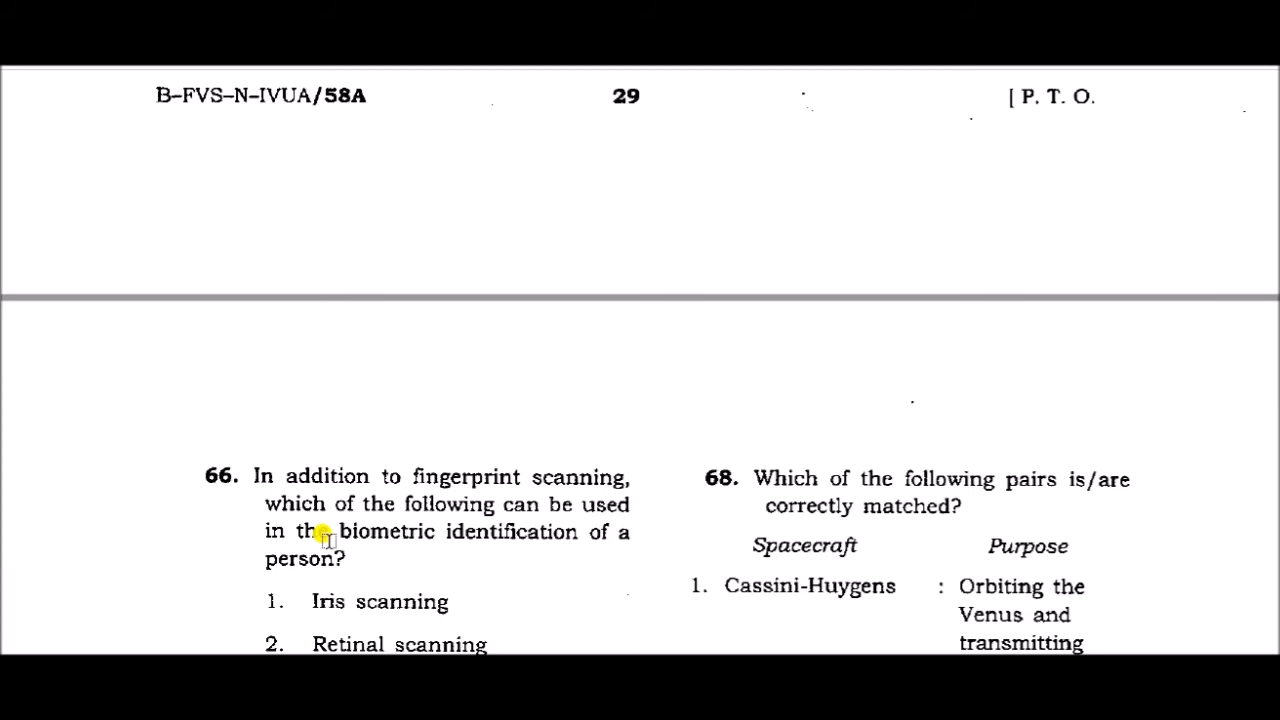 B–FVS–N–IVUA/58A
29
[ P. T. O.
66. In addition to fingerprint scanning,
which of the following can be used
in the biometric identification of a
person?
1. Iris scanning
2. Retinal scanning
68. Which of the following pairs is/are
correctly matched?
Spacecraft Purpose
1. Cassini-Huygens : Orbiting the
Venus and
transmitting